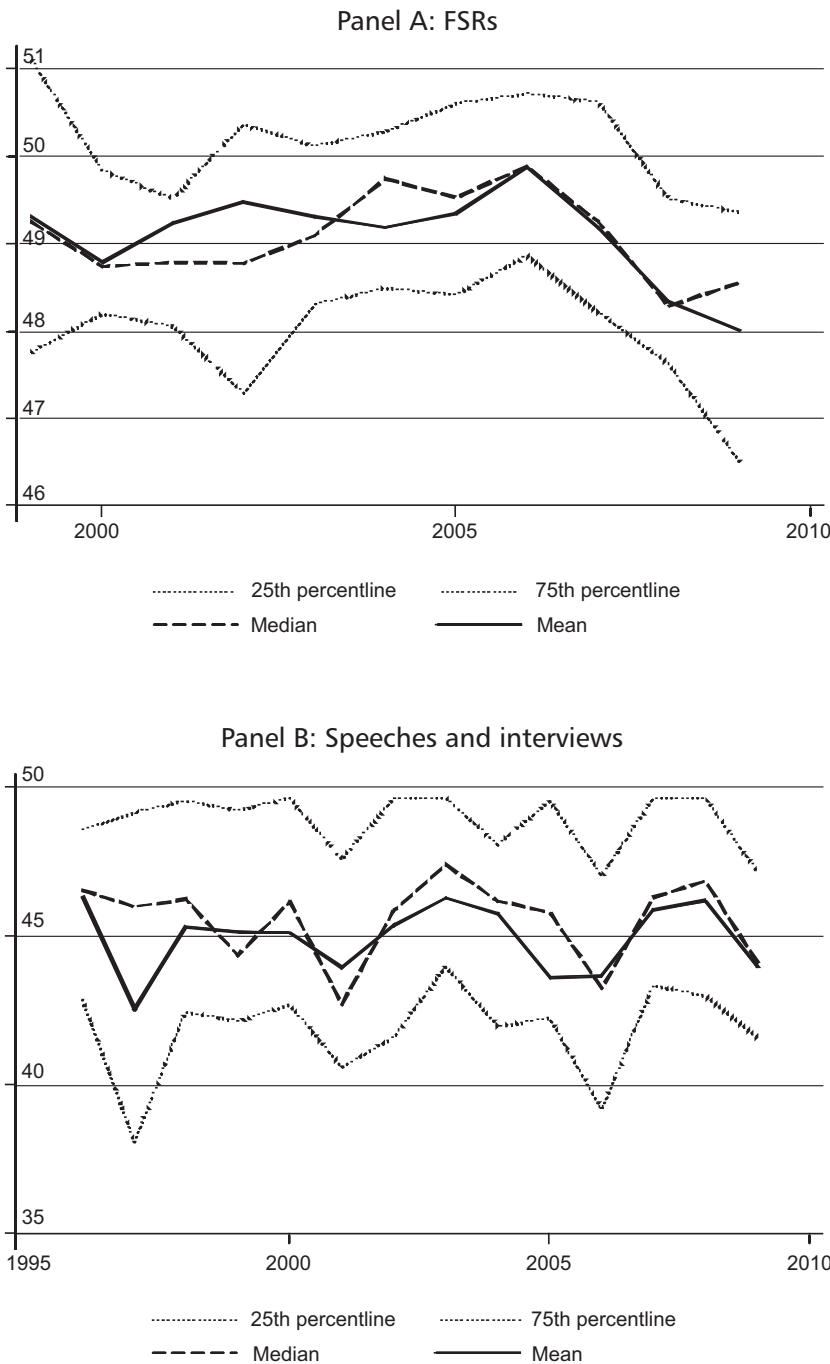 Panel A: FSRs
51
50
49
48
47
46
2000 2005 2010
25th percentline 75th percentline
Median Mean
Panel B: Speeches and interviews
50
45
40
35
1995 2000 2005 2010
25th percentline 75th percentline
Median Mean